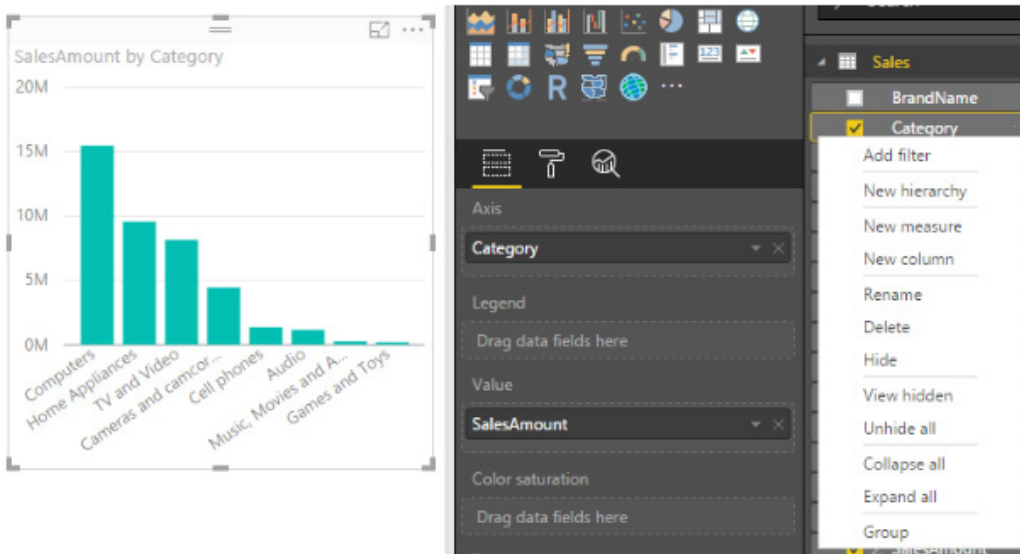 SalesAmount by Category
20M
15M
10M
5M
0M
Computers
Home Appliances
TV and Video
Cameras and camcor...
Cell phones
Audio
Music, Movies and A...
Games and Toys
R
123
Axis
Category
Legend
Drag data fields here
Value
SalesAmount
Color saturation
Drag data fields here
Sales
BrandName
Category
Add filter
New hierarchy
New measure
New column
Rename
Delete
Hide
View hidden
Unhide all
Collapse all
Expand all
Group
SalesAmount